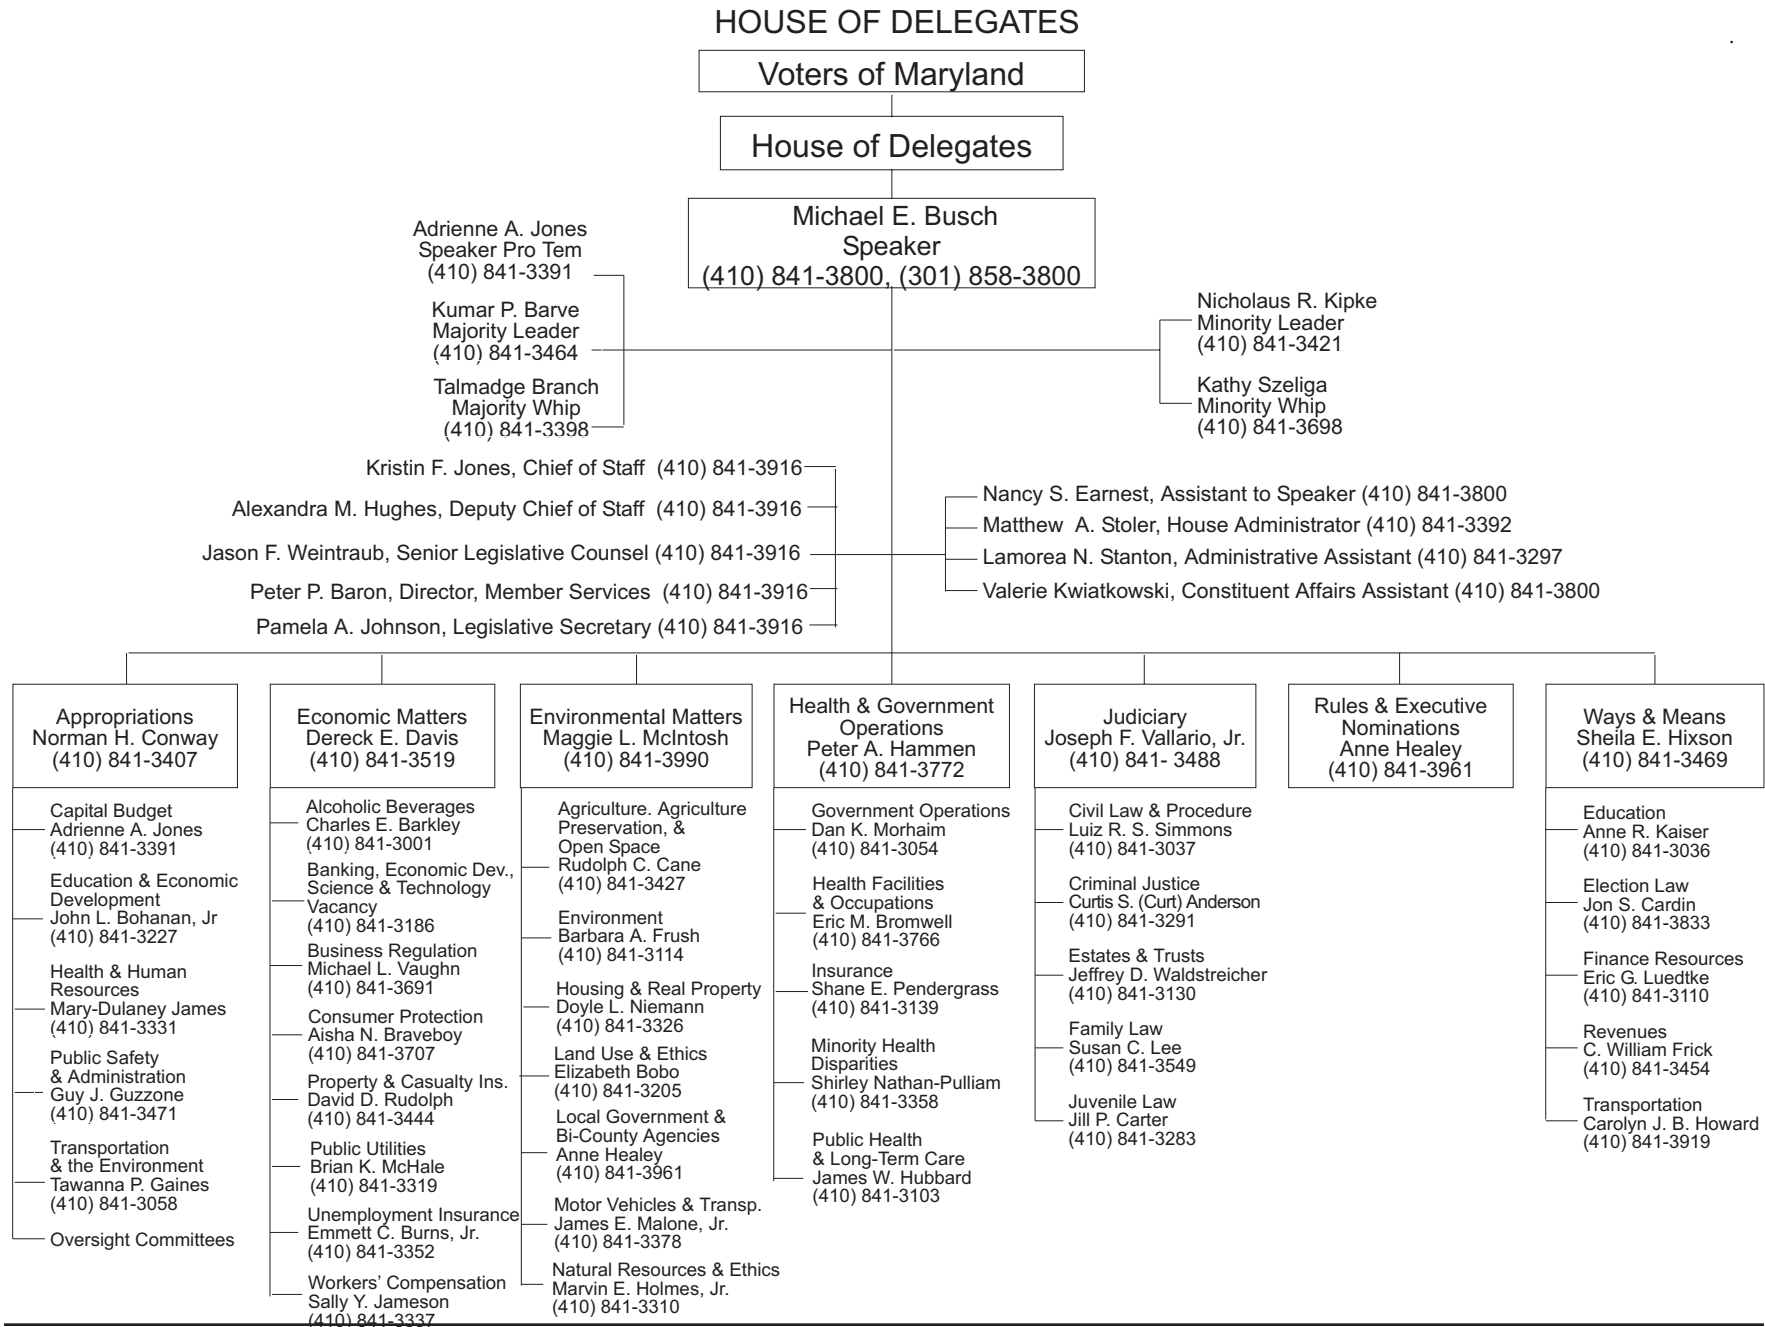 HOUSE OF DELEGATES
Voters of Maryland
House of Delegates
Michael E. Busch
Speaker
(410) 841-3800, (301) 858-3800
Adrienne A. Jones
Speaker Pro Tem
(410) 841-3391
Kumar P. Barve
Majority Leader
(410) 841-3464
Talmadge Branch
Majority Whip
(410) 841-3398
Nicholaus R. Kipke
Minority Leader
(410) 841-3421
Kathy Szeliga
Minority Whip
(410) 841-3698
Kristin F. Jones, Chief of Staff (410) 841-3916
Alexandra M. Hughes, Deputy Chief of Staff (410) 841-3916
Jason F. Weintraub, Senior Legislative Counsel (410) 841-3916
Peter P. Baron, Director, Member Services (410) 841-3916
Pamela A. Johnson, Legislative Secretary (410) 841-3916
Nancy S. Earnest, Assistant to Speaker (410) 841-3800
Matthew A. Stoler, House Administrator (410) 841-3392
Lamorea N. Stanton, Administrative Assistant (410) 841-3297
Valerie Kwiatkowski, Constituent Affairs Assistant (410) 841-3800
Appropriations
Norman H. Conway
(410) 841-3407
Capital Budget
Adrienne A. Jones
(410) 841-3391
Education & Economic
Development
John L. Bohanan, Jr
(410) 841-3227
Health & Human
Resources
Mary-Dulaney James
(410) 841-3331
Public Safety
& Administration
Guy J. Guzzone
(410) 841-3471
Transportation
& the Environment
Tawanna P. Gaines
(410) 841-3058
Oversight Committees
Economic Matters
Dereck E. Davis
(410) 841-3519
Alcoholic Beverages
Charles E. Barkley
(410) 841-3001
Banking, Economic Dev.,
Science & Technology
Vacancy
(410) 841-3186
Business Regulation
Michael L. Vaughn
(410) 841-3691
Consumer Protection
Aisha N. Braveboy
(410) 841-3707
Property & Casualty Ins.
David D. Rudolph
(410) 841-3444
Public Utilities
Brian K. McHale
(410) 841-3319
Unemployment Insurance
Emmett C. Burns, Jr.
(410) 841-3352
Workers' Compensation
Sally Y. Jameson
(410) 841-3337
Environmental Matters
Maggie L. McIntosh
(410) 841-3990
Agriculture. Agriculture
Preservation, &
Open Space
Rudolph C. Cane
(410) 841-3427
Environment
Barbara A. Frush
(410) 841-3114
Housing & Real Property
Doyle L. Niemann
(410) 841-3326
Land Use & Ethics
Elizabeth Bobo
(410) 841-3205
Local Government &
Bi-County Agencies
Anne Healey
(410) 841-3961
Motor Vehicles & Transp.
James E. Malone, Jr.
(410) 841-3378
Natural Resources & Ethics
Marvin E. Holmes, Jr.
(410) 841-3310
Health & Government
Operations
Peter A. Hammen
(410) 841-3772
Government Operations
Dan K. Morhaim
(410) 841-3054
Health Facilities
& Occupations
Eric M. Bromwell
(410) 841-3766
Insurance
Shane E. Pendergrass
(410) 841-3139
Minority Health
Disparities
Shirley Nathan-Pulliam
(410) 841-3358
Public Health
& Long-Term Care
James W. Hubbard
(410) 841-3103
Judiciary
Joseph F. Vallario, Jr.
(410) 841- 3488
Civil Law & Procedure
Luiz R. S. Simmons
(410) 841-3037
Criminal Justice
Curtis S. (Curt) Anderson
(410) 841-3291
Estates & Trusts
Jeffrey D. Waldstreicher
(410) 841-3130
Family Law
Susan C. Lee
(410) 841-3549
Juvenile Law
Jill P. Carter
(410) 841-3283
Rules & Executive
Nominations
Anne Healey
(410) 841-3961
Ways & Means
Sheila E. Hixson
(410) 841-3469
Education
Anne R. Kaiser
(410) 841-3036
Election Law
Jon S. Cardin
(410) 841-3833
Finance Resources
Eric G. Luedtke
(410) 841-3110
Revenues
C. William Frick
(410) 841-3454
Transportation
Carolyn J. B. Howard
(410) 841-3919